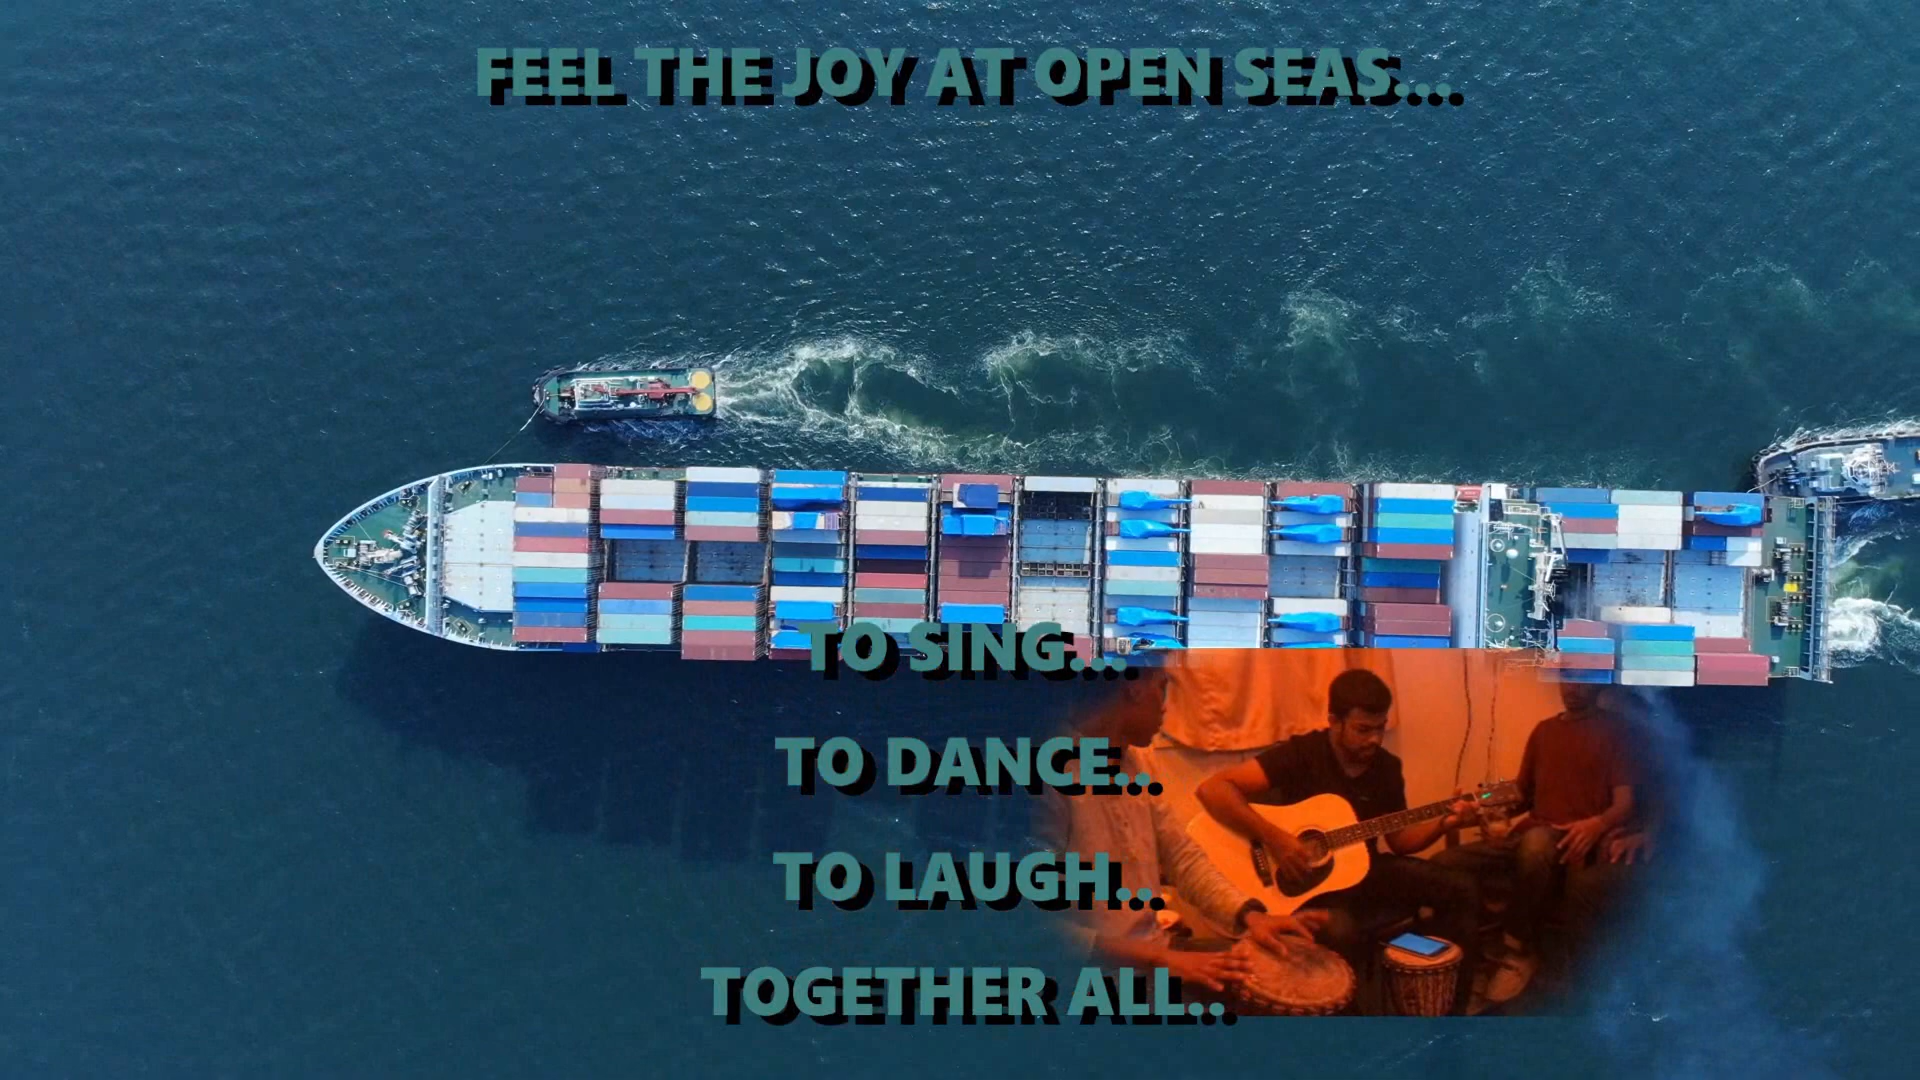 FEEL THE JOY AT OPEN SEAS...
TO SING...
TO DANCE..
TO LAUGH..
TOGETHER ALL..